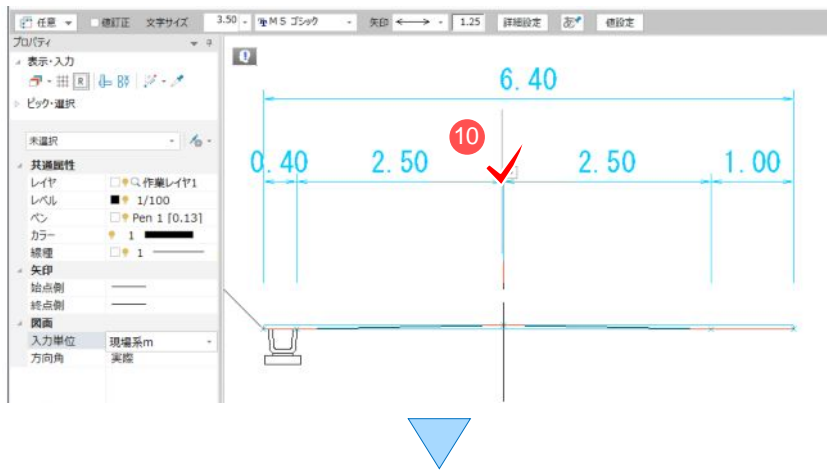 任意 値訂正 文字サイズ 3.50 MS ゴシック 矢印 1.25 詳細設定 あ 値設定
プロパティ
表示・入力
R
ピック・選択
未選択
共通属性
レイヤ 作業レイヤ1
レベル 1/100
ペン Pen 1 [0.13]
カラー 1
線種 1
矢印
始点側
終点側
図面
入力単位 現場系m
方向角 実際
6.40
10
0.40 2.50 2.50 1.00